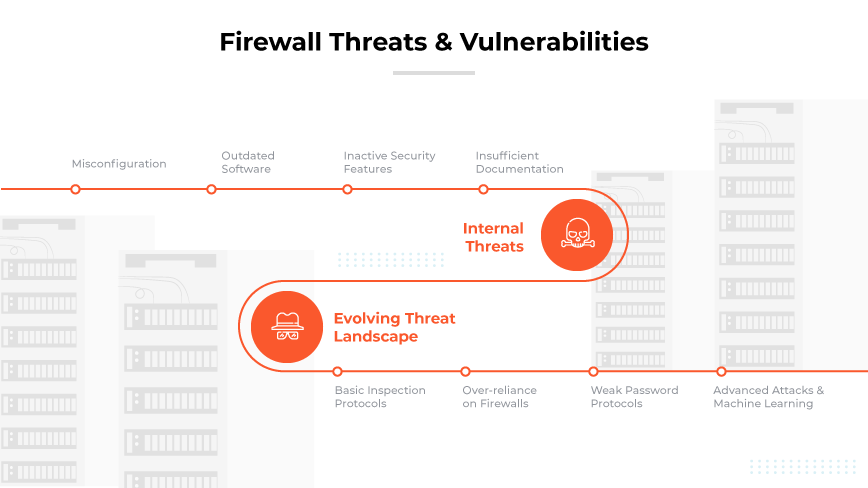 Firewall Threats & Vulnerabilities
Misconfiguration
Outdated
Software
Inactive Security
Features
Insufficient
Documentation
Internal
Threats
Evolving Threat
Landscape
Basic Inspection
Protocols
Over-reliance
on Firewalls
Weak Password
Protocols
Advanced Attacks &
Machine Learning